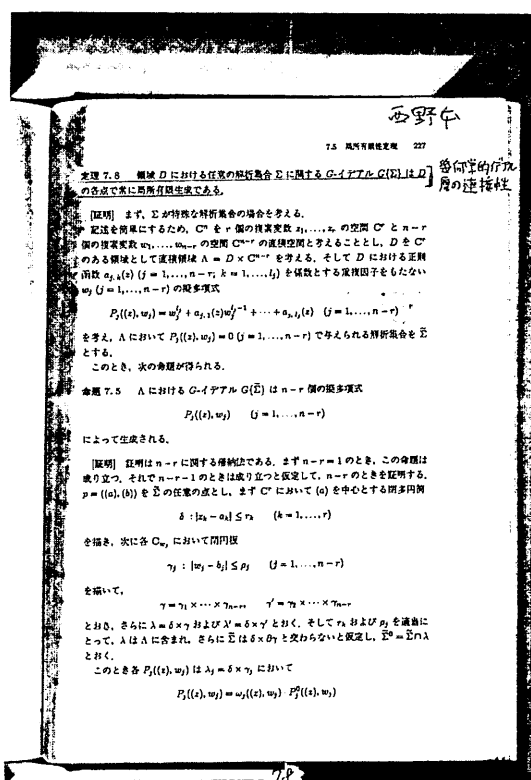 西野本
7.5 局所有限性定理 227
幾何学的イデアル
層の連接性
定理 7.8 領域 D における任意の解析集合 Σ に関する G-イデアル G{Σ} は D
の各点で常に局所有限生成である。
[証明] まず、Σ が特殊な解析集合の場合を考える。
記述を簡単にするため、Cⁿ を r 個の複素変数 z₁,...,zᵣ の空間 Cʳ と n−r
個の複素変数 w₁,...,wₙ₋ᵣ の空間 Cⁿ⁻ʳ の直積空間と考えることとし、D を Cʳ
のある領域として直積領域 Λ = D × Cⁿ⁻ʳ を考える。そして D における正則
函数 a_{j,k}(z) (j = 1,...,n−r; k = 1,...,l_j) を係数とする重複因子をもたない
w_j (j = 1,...,n−r) の擬多項式
P_j((z), w_j) = w_j^{l_j} + a_{j,1}(z)w_j^{l_j−1} + ··· + a_{j,l_j}(z) (j = 1,...,n−r)
を考え、Λ において P_j((z), w_j) = 0 (j = 1,...,n−r) で与えられる解析集合を Σ̃
とする。
このとき、次の命題が得られる。
命題 7.5 Λ における G-イデアル G{Σ̃} は n−r 個の擬多項式
P_j((z), w_j) (j = 1,...,n−r)
によって生成される。
[証明] 証明は n−r に関する帰納法である。まず n−r = 1 のとき、この命題は
成り立つ。それで n−r−1 のときは成り立つと仮定して、n−r のときを証明する。
p = ((a), (b)) を Σ̃ の任意の点とし、まず Cʳ において (a) を中心とする閉多円筒
δ : |z_k − a_k| ≤ r_k (k = 1,...,r)
を描き、次に各 C_{w_j} において閉円板
γ_j : |w_j − b_j| ≤ ρ_j (j = 1,...,n−r)
を描いて、
γ = γ₁ × ··· × γₙ₋ᵣ, γ′ = γ₂ × ··· × γₙ₋ᵣ
とおき、さらに λ = δ × γ および λ′ = δ × γ′ とおく。そして r_k および ρ_j を適当に
とって、λ は Λ に含まれ、さらに Σ̃ は δ × ∂γ と交わらないと仮定し、Σ̃⁰ = Σ̃ ∩ λ
とおく。
このとき各 P_j((z), w_j) は λ_j = δ × γ_j において
P_j((z), w_j) = ω_j((z), w_j) · P_j⁰((z), w_j)
7.8